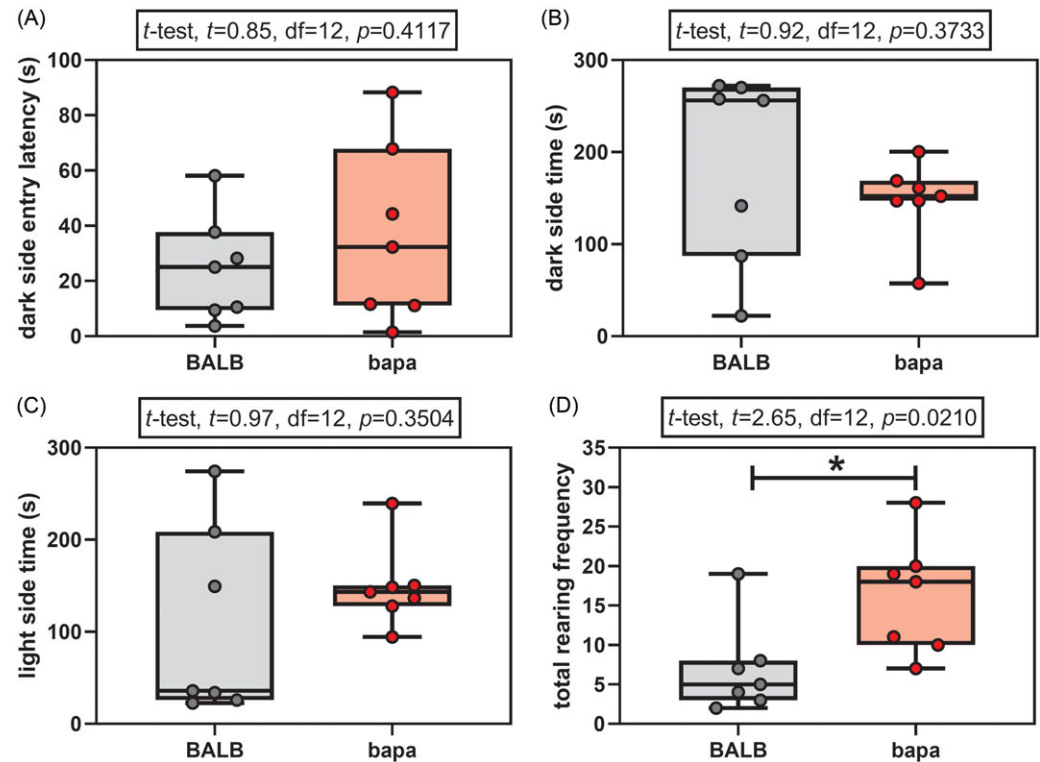 (A)
t-test, t=0.85, df=12, p=0.4117
dark side entry latency (s)
100
80
60
40
20
0
BALB
bapa
(B)
t-test, t=0.92, df=12, p=0.3733
dark side time (s)
300
200
100
0
BALB
bapa
(C)
t-test, t=0.97, df=12, p=0.3504
light side time (s)
300
200
100
0
BALB
bapa
(D)
t-test, t=2.65, df=12, p=0.0210
total rearing frequency
35
30
25
20
15
10
5
0
*
BALB
bapa